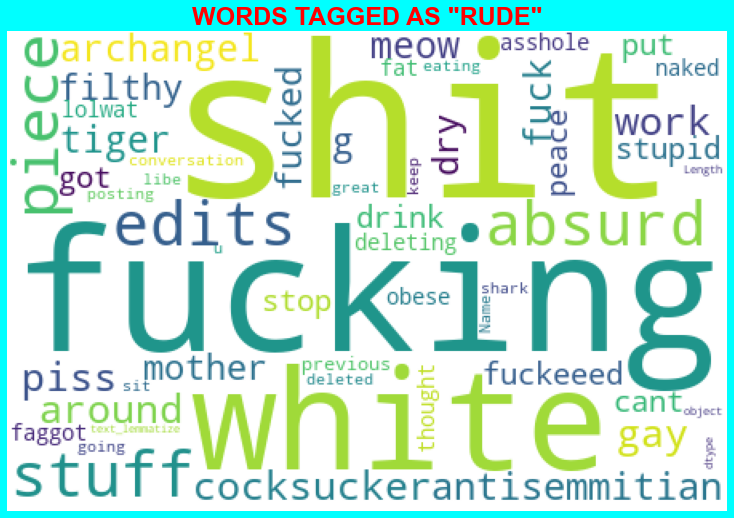 WORDS TAGGED AS "RUDE"
piece
archangel
meow
asshole
put
fat
eating
naked
filthy
shit
lolwat
fucked
g
dry
fuck
peace
work
tiger
stupid
conversation
got
libe
great
keep
Length
posting
edits
drink
absurd
deleting
u
fucking
stop
obese
Name
shark
piss
sit
mother
previous
deleted
fuckeeed
cant
object
around
white
thought
gay
faggot
text_lemmatize
going
dtype
stuff
cocksuckerantisemmitian